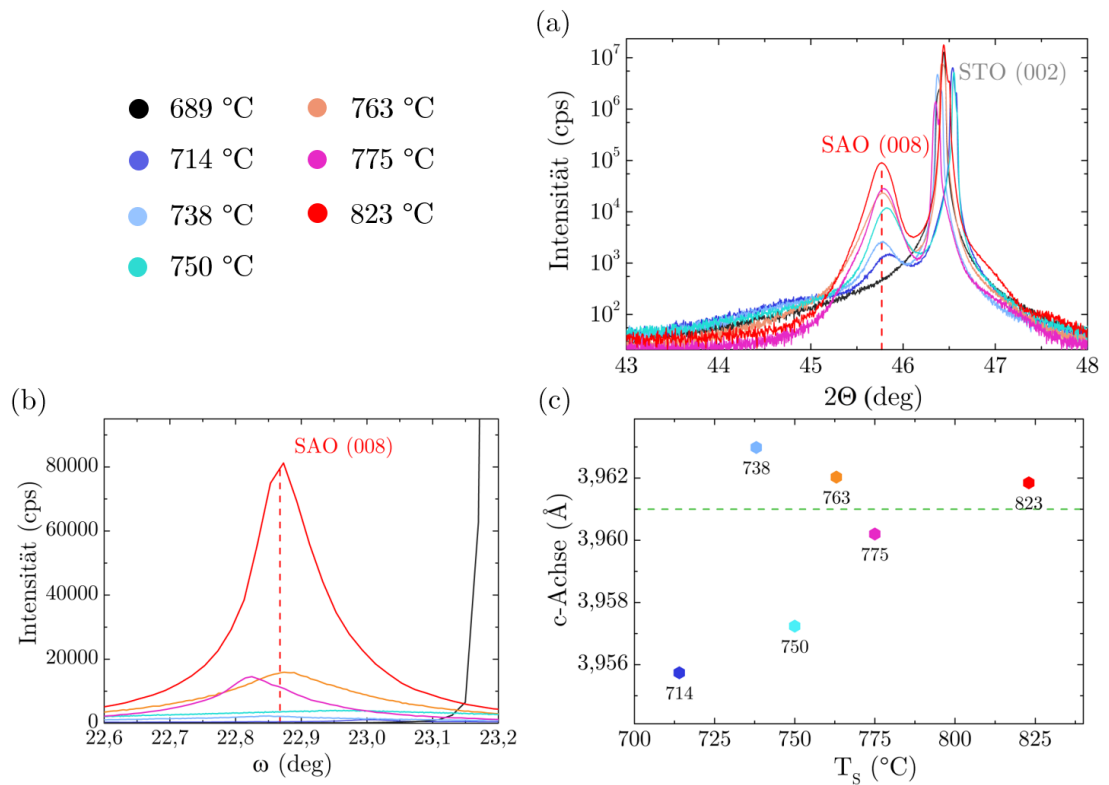 (a)
689 °C
714 °C
738 °C
750 °C
763 °C
775 °C
823 °C
10⁷
10⁶
10⁵
10⁴
10³
10²
Intensität (cps)
STO (002)
SAO (008)
43 44 45 46 47 48
2Θ (deg)
(b)
80000
60000
40000
20000
0
Intensität (cps)
SAO (008)
22,6 22,7 22,8 22,9 23,0 23,1 23,2
ω (deg)
(c)
3,962
3,960
3,958
3,956
c-Achse (Å)
738
763
823
775
750
714
700 725 750 775 800 825
Tₛ (°C)